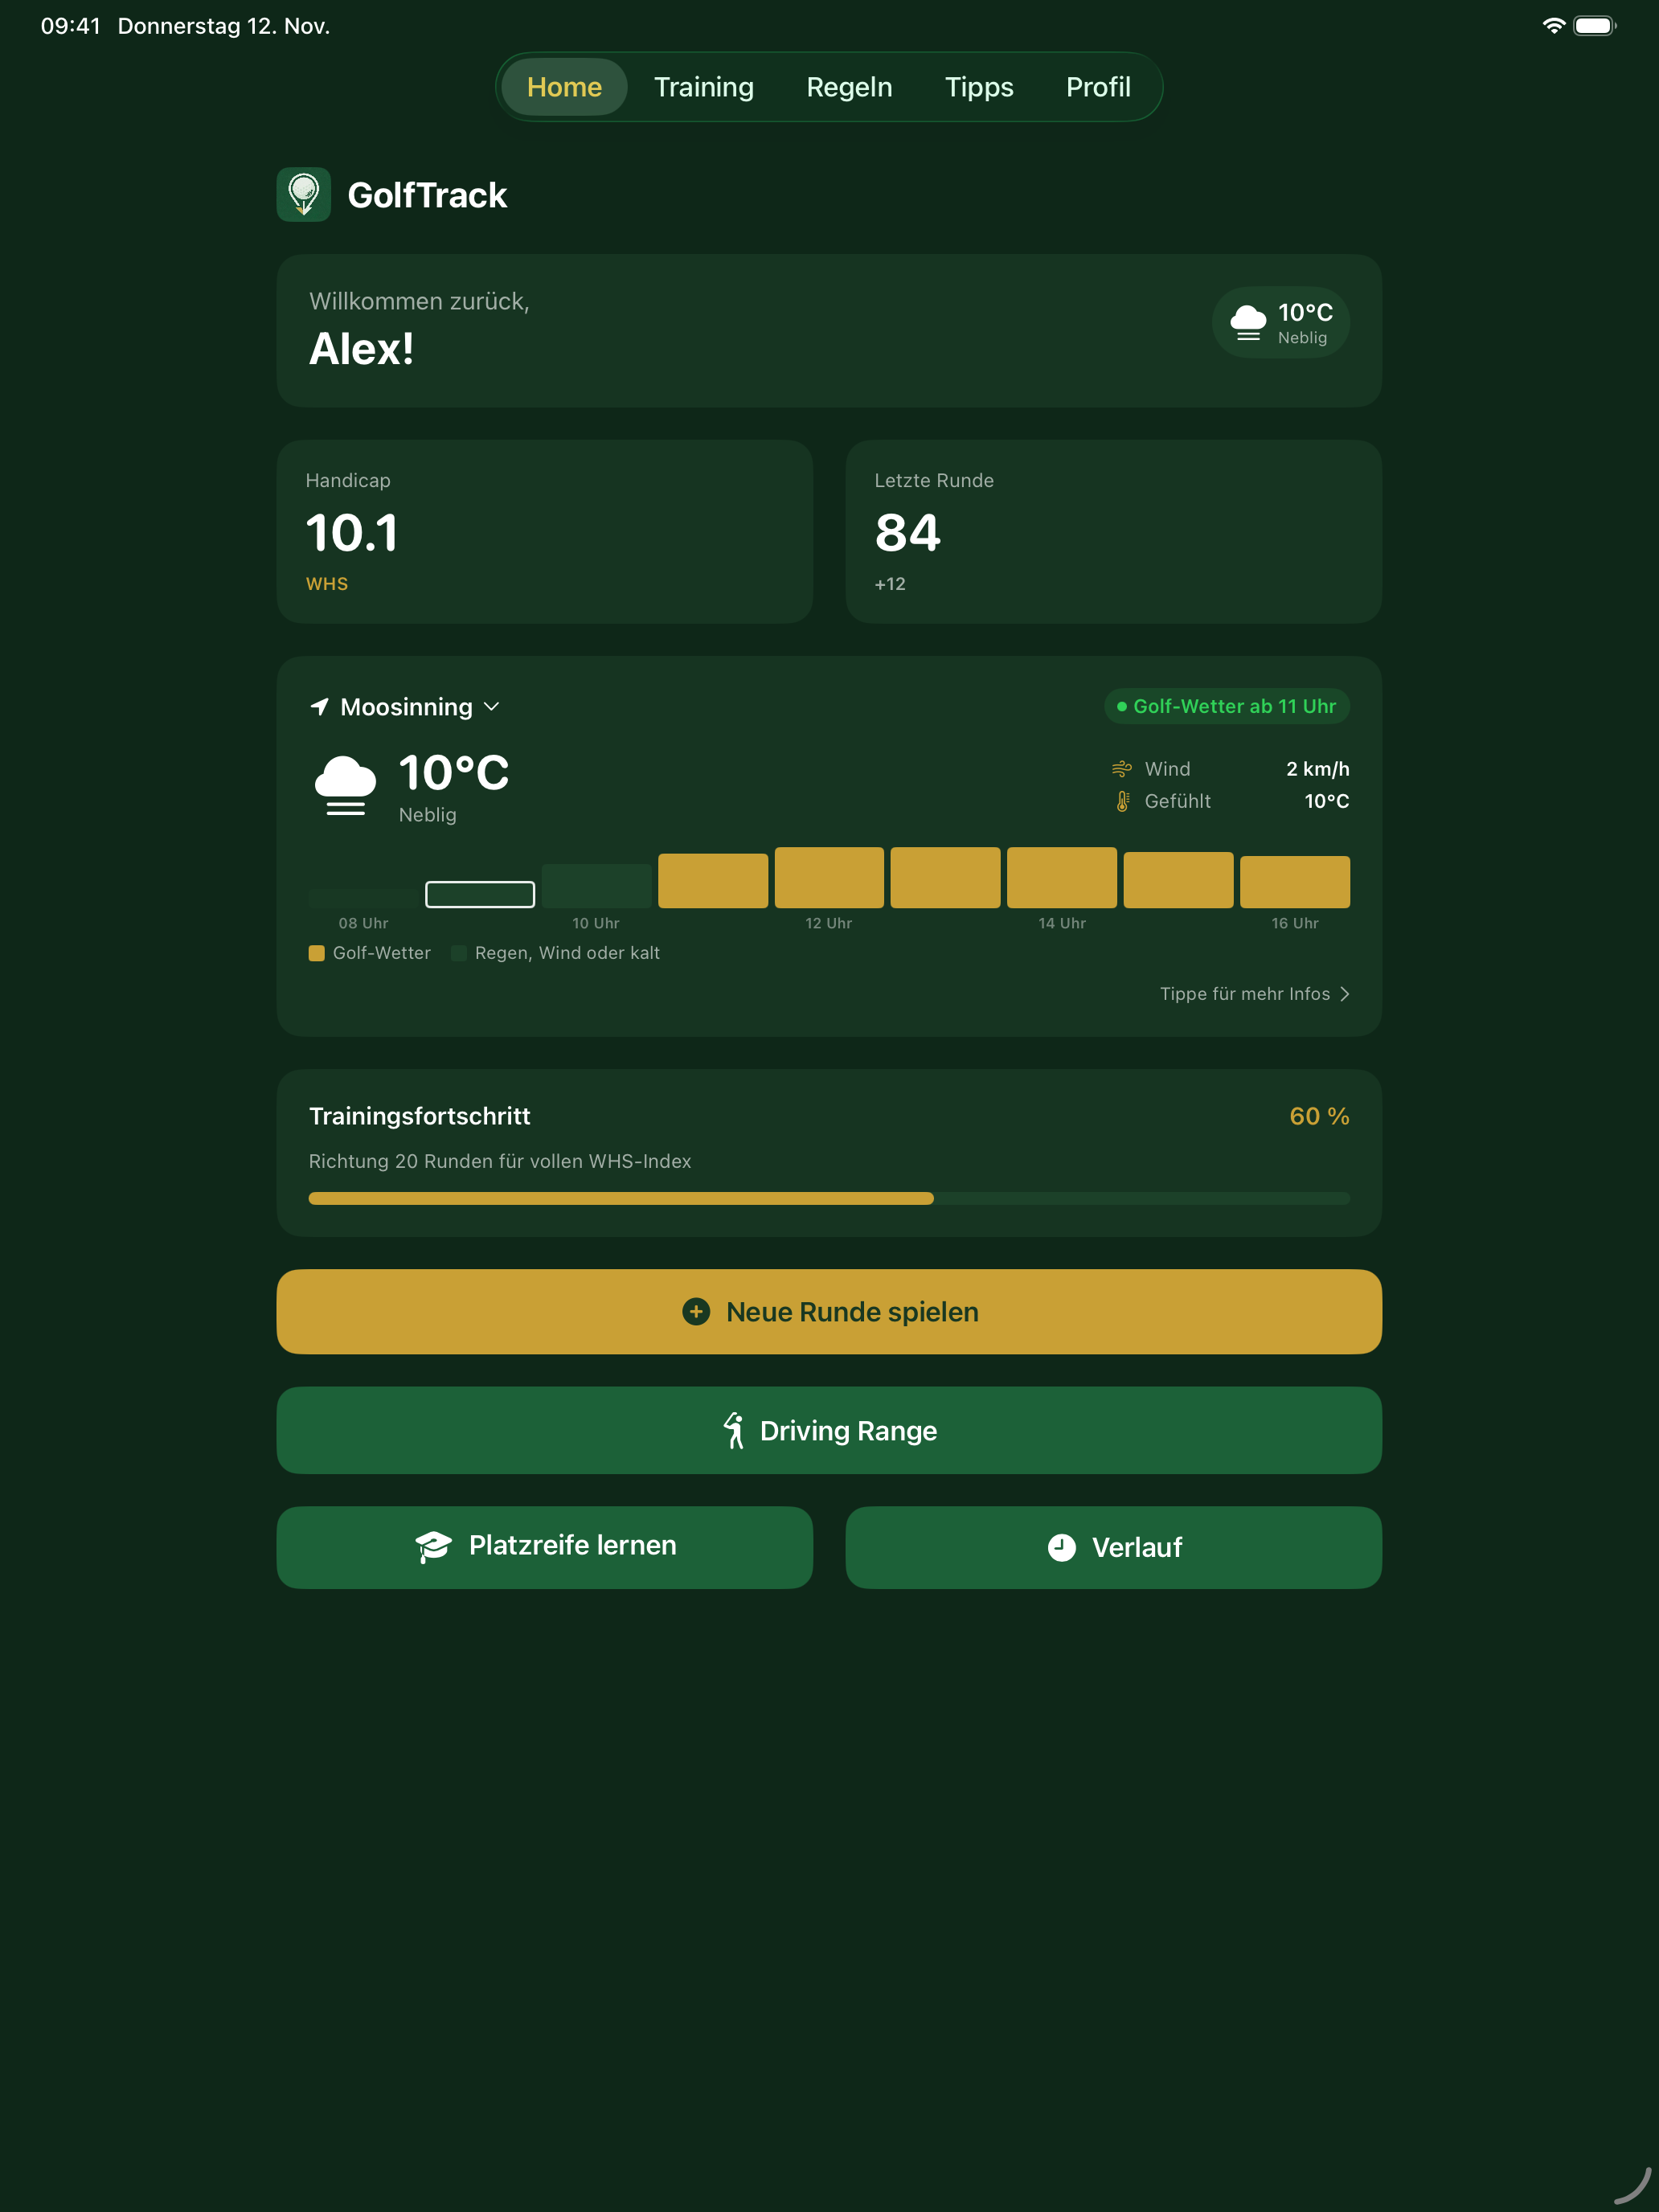 09:41 Donnerstag 12. Nov.
Home Training Regeln Tipps Profil
GolfTrack
Willkommen zurück,
Alex!
10°C
Neblig
Handicap
10.1
WHS
Letzte Runde
84
+12
Moosinning
Golf-Wetter ab 11 Uhr
10°C
Neblig
Wind 2 km/h
Gefühlt 10°C
08 Uhr 10 Uhr 12 Uhr 14 Uhr 16 Uhr
Golf-Wetter Regen, Wind oder kalt
Tippe für mehr Infos
Trainingsfortschritt 60 %
Richtung 20 Runden für vollen WHS-Index
Neue Runde spielen
Driving Range
Platzreife lernen
Verlauf